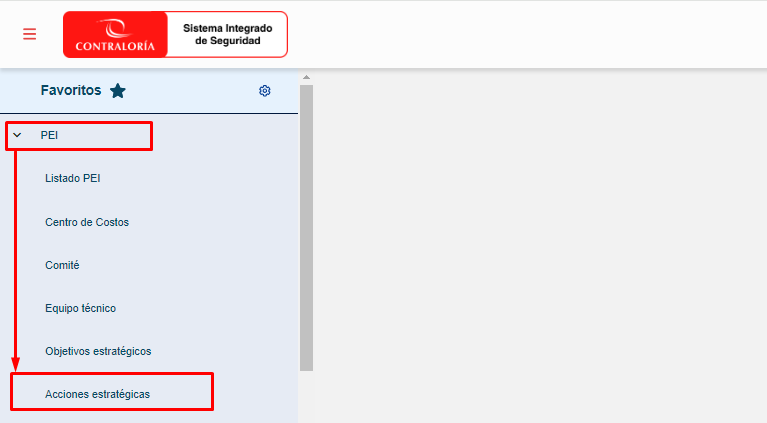 CONTRALORÍA
Sistema Integrado
de Seguridad
Favoritos
PEI
Listado PEI
Centro de Costos
Comité
Equipo técnico
Objetivos estratégicos
Acciones estratégicas